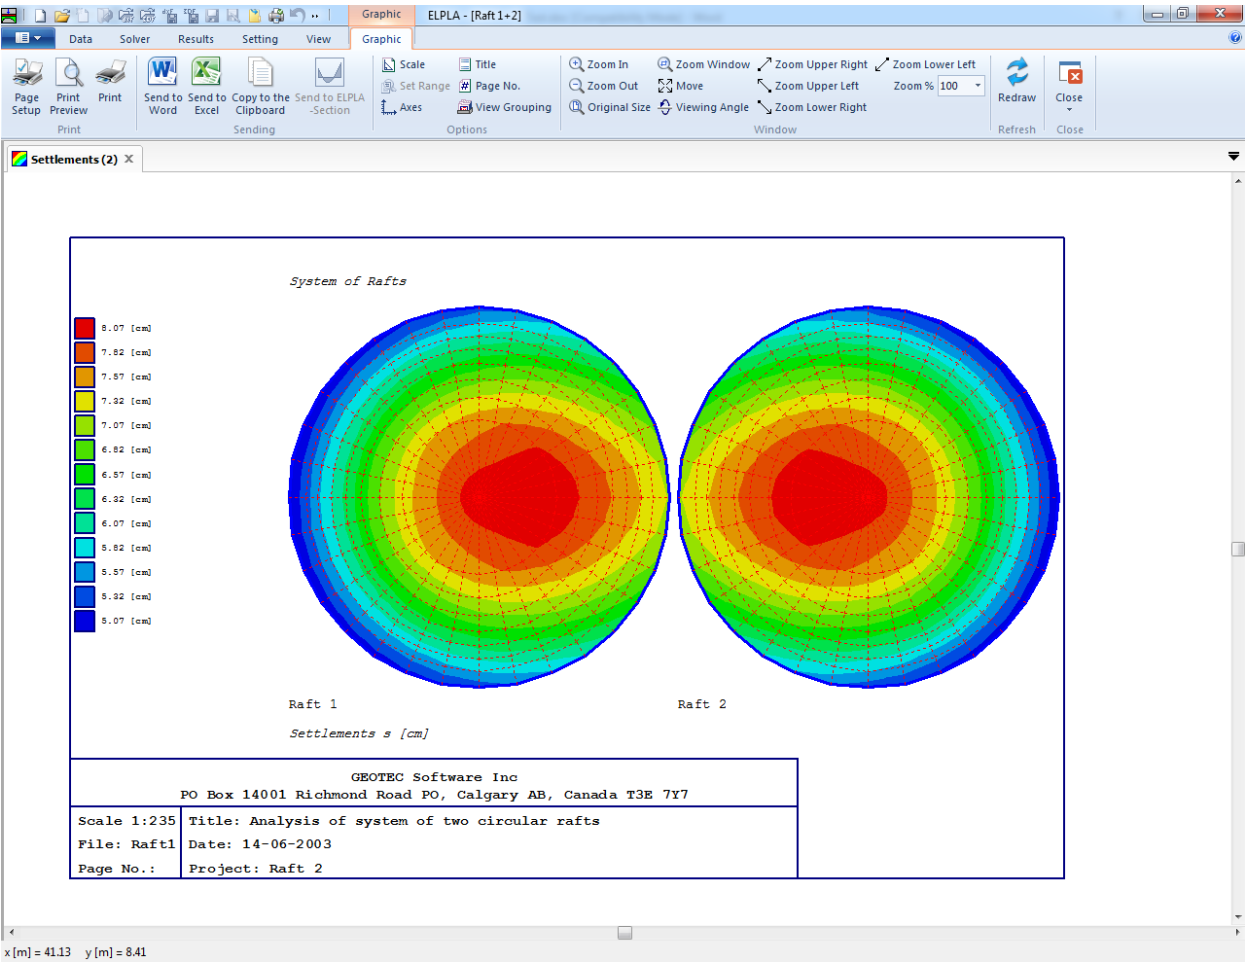 Graphic ELPLA - [Raft 1+2]
Data Solver Results Setting View Graphic
Page Setup
Print Preview
Print
Print
Send to Word
Send to Excel
Copy to the Clipboard
Send to ELPLA -Section
Sending
Scale
Set Range
Axes
Title
Page No.
View Grouping
Options
Zoom In
Zoom Out
Original Size
Zoom Window
Move
Viewing Angle
Zoom Upper Right
Zoom Upper Left
Zoom Lower Right
Zoom Lower Left
Zoom % 100
Window
Redraw
Refresh
Close
Close
Settlements (2) X
System of Rafts
8.07 [cm]
7.82 [cm]
7.57 [cm]
7.32 [cm]
7.07 [cm]
6.82 [cm]
6.57 [cm]
6.32 [cm]
6.07 [cm]
5.82 [cm]
5.57 [cm]
5.32 [cm]
5.07 [cm]
Raft 1 Raft 2
Settlements s [cm]
GEOTEC Software Inc
PO Box 14001 Richmond Road PO, Calgary AB, Canada T3E 7Y7
Scale 1:235 Title: Analysis of system of two circular rafts
File: Raft1 Date: 14-06-2003
Page No.: Project: Raft 2
x [m] = 41.13 y [m] = 8.41